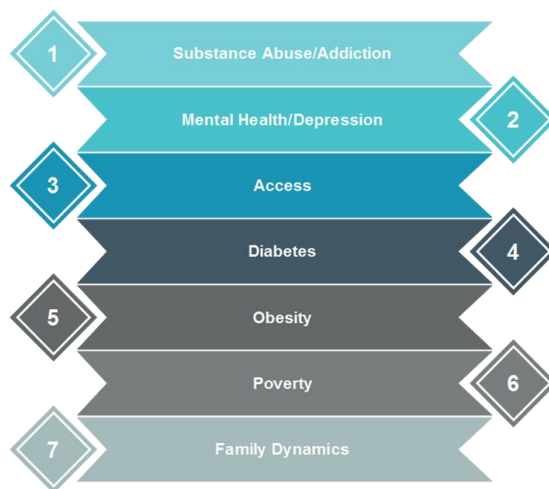 1 Substance Abuse/Addiction
Mental Health/Depression 2
3 Access
Diabetes 4
5 Obesity
Poverty 6
7 Family Dynamics